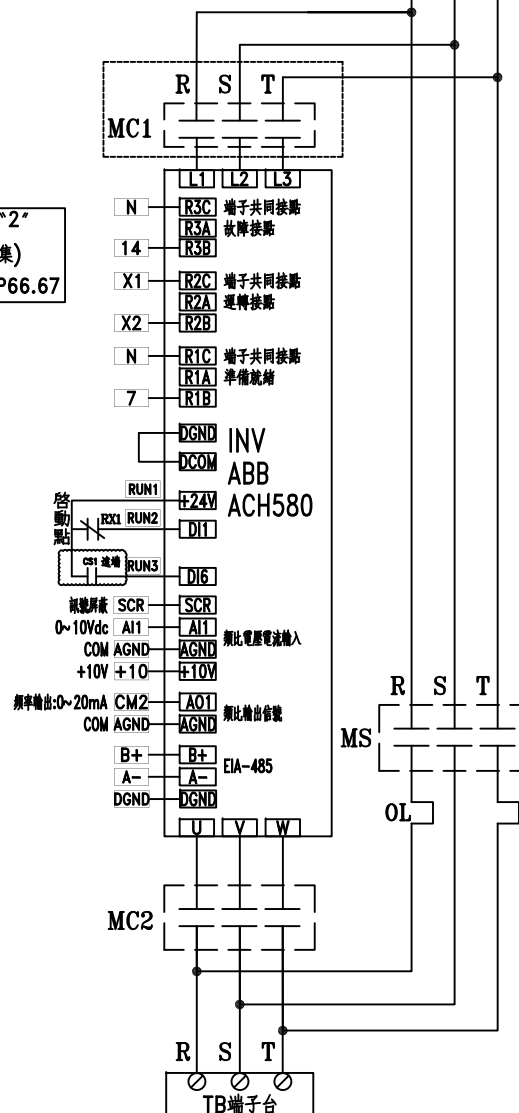 R S T
MC1
L1 L2 L3
"2"
集)
P66.67
N R3C 端子共同接點
R3A 故障接點
14 R3B
X1 R2C 端子共同接點
R2A 運轉接點
X2 R2B
N R1C 端子共同接點
R1A 準備就緒
7 R1B
DGND
DCOM
INV
ABB
ACH580
啓動點
RUN1 +24V
RX1 RUN2 DI1
CS1 遠端 RUN3 DI6
訊號屏蔽 SCR SCR
0~10Vdc AI1 AI1
COM AGND AGND
類比電壓電流輸入
+10V +10 +10V
頻率輸出:0~20mA CM2 AO1
類比輸出信號
COM AGND AGND
B+ B+
EIA-485
A- A-
DGND DGND
U V W
R S T
MS
OL
MC2
R S T
TB端子台